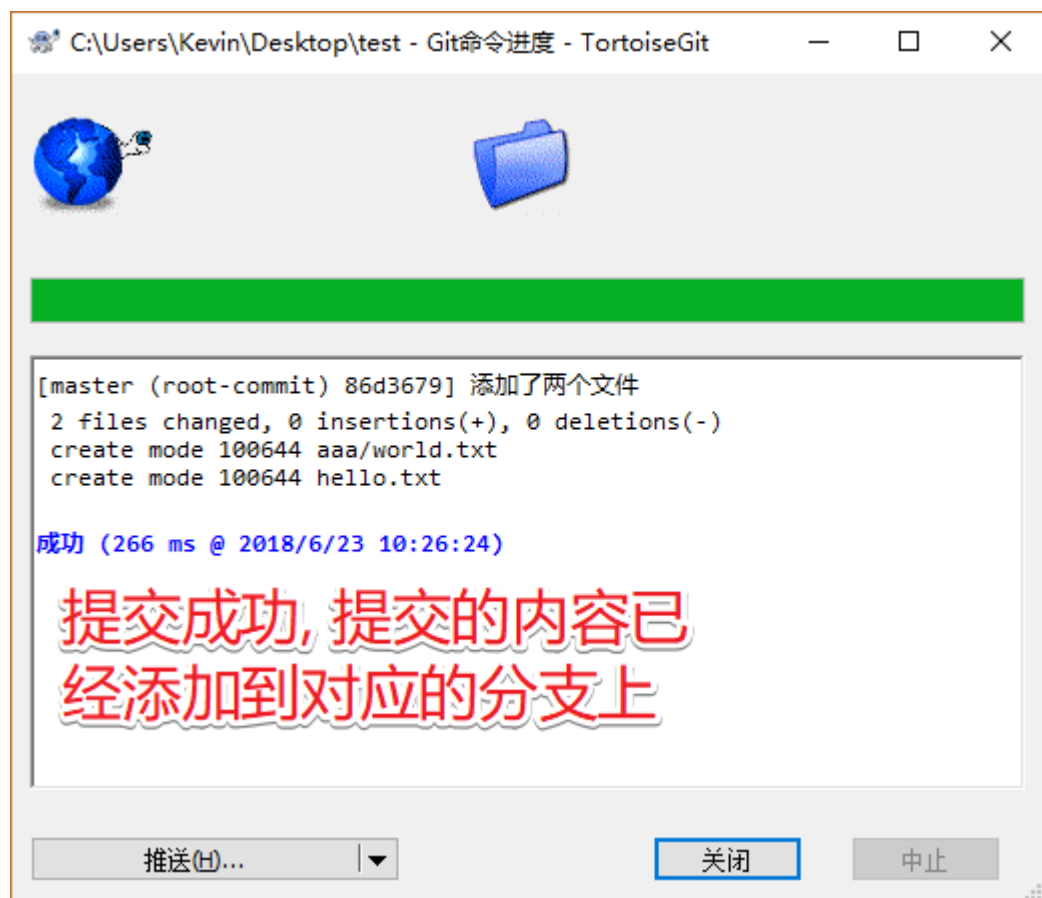 C:\Users\Kevin\Desktop\test - Git命令进度 - TortoiseGit
[master (root-commit) 86d3679] 添加了两个文件
2 files changed, 0 insertions(+), 0 deletions(-)
create mode 100644 aaa/world.txt
create mode 100644 hello.txt
成功 (266 ms @ 2018/6/23 10:26:24)
提交成功, 提交的内容已
经添加到对应的分支上
推送(H)... 关闭 中止